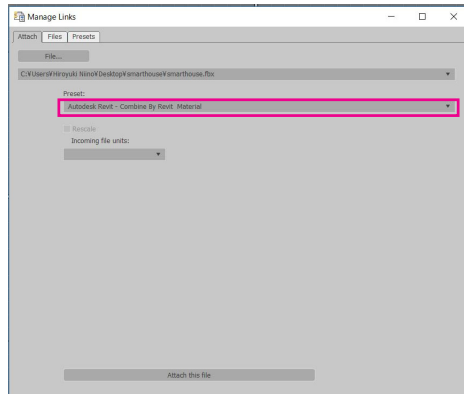 Manage Links
Attach Files Presets
File...
C:¥Users¥Hiroyuki Niino¥Desktop¥smarthouse¥smarthouse.fbx
Preset:
Autodesk Revit - Combine By Revit Material
Rescale
Incoming file units:
Attach this file